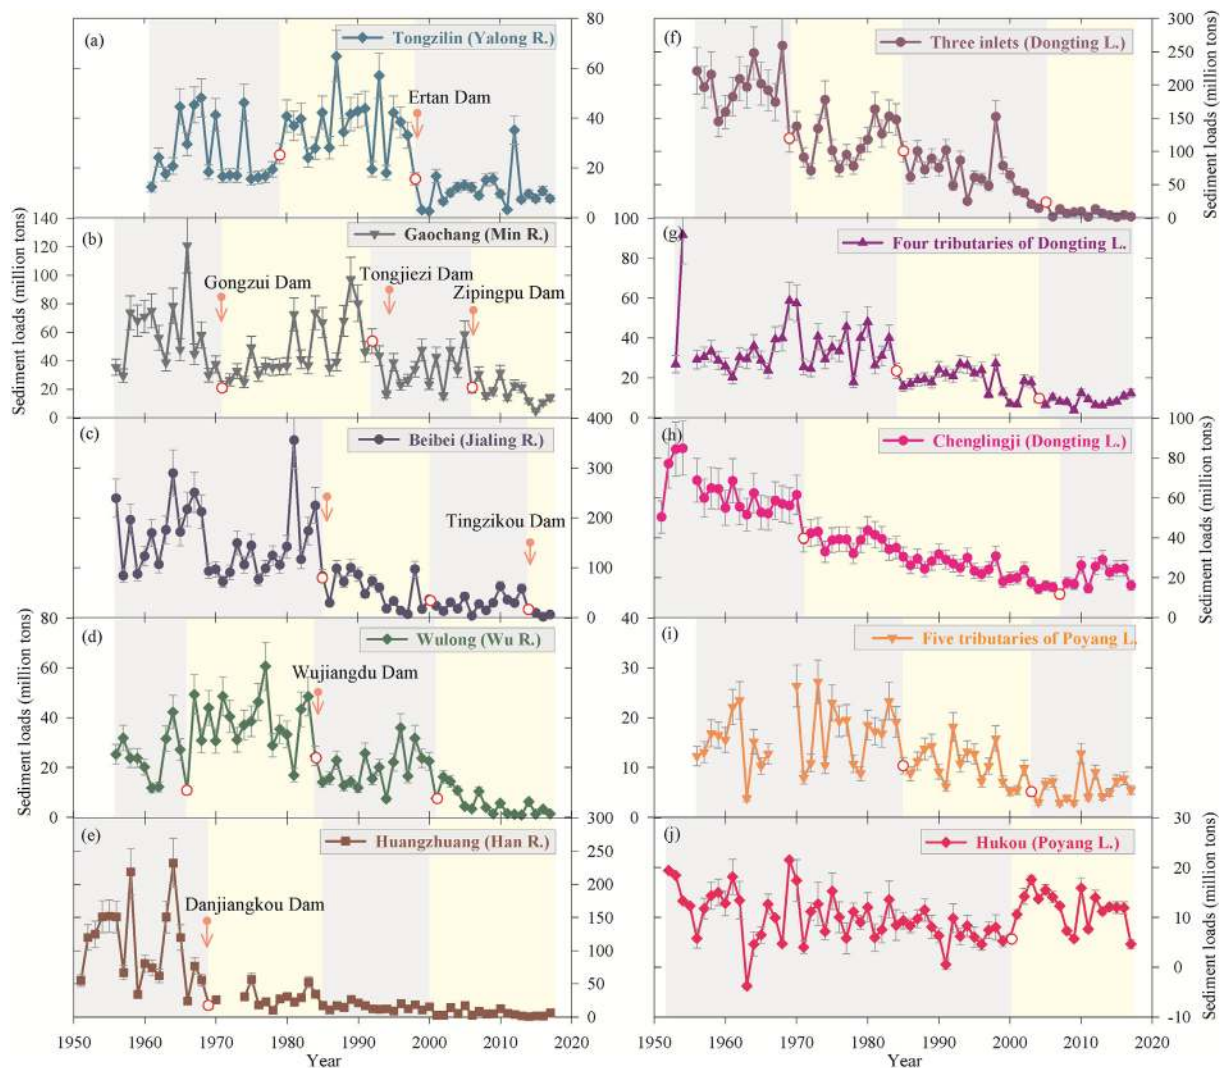 (a)
Tongzilin (Yalong R.)
Ertan Dam
80
60
40
20
0
140
120
100
80
60
40
20
0
(b)
Gaochang (Min R.)
Gongzui Dam
Tongjiezi Dam
Zipingpu Dam
Sediment loads (million tons)
(c)
Beibei (Jialing R.)
Tingzikou Dam
400
300
200
100
0
80
60
40
20
0
(d)
Wulong (Wu R.)
Wujiangdu Dam
Sediment loads (million tons)
(e)
Huangzhuang (Han R.)
Danjiangkou Dam
300
250
200
150
100
50
0
1950
1960
1970
1980
1990
2000
2010
2020
Year
(f)
Three inlets (Dongting L.)
300
250
200
150
100
50
0
Sediment loads (million tons)
100
80
60
40
20
0
(g)
Four tributaries of Dongting L.
(h)
Chenglingji (Dongting L.)
100
80
60
40
20
0
Sediment loads (million tons)
40
30
20
10
0
(i)
Five tributaries of Poyang L.
(j)
Hukou (Poyang L.)
30
20
10
0
-10
Sediment loads (million tons)
1950
1960
1970
1980
1990
2000
2010
2020
Year